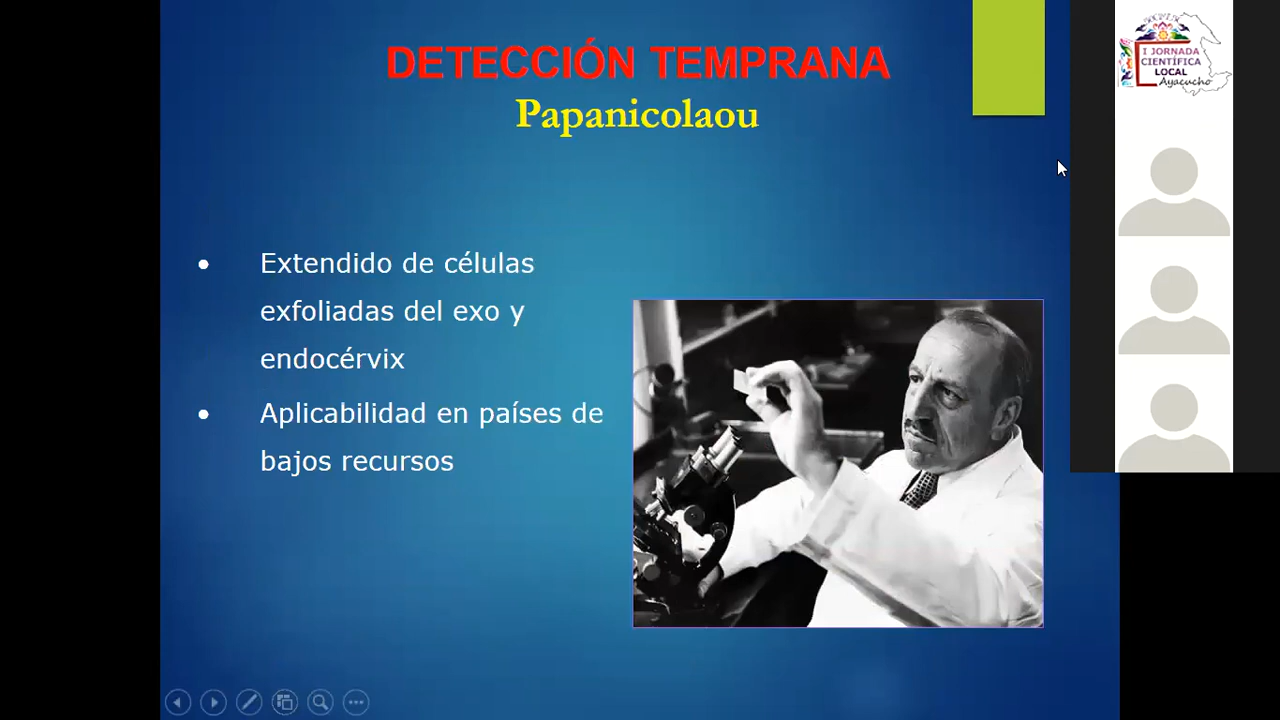 DETECCIÓN TEMPRANA
Papanicolaou
• Extendido de células
exfoliadas del exo y
endocérvix
• Aplicabilidad en países de
bajos recursos
I JORNADA
CIENTÍFICA
LOCAL
Ayacucho